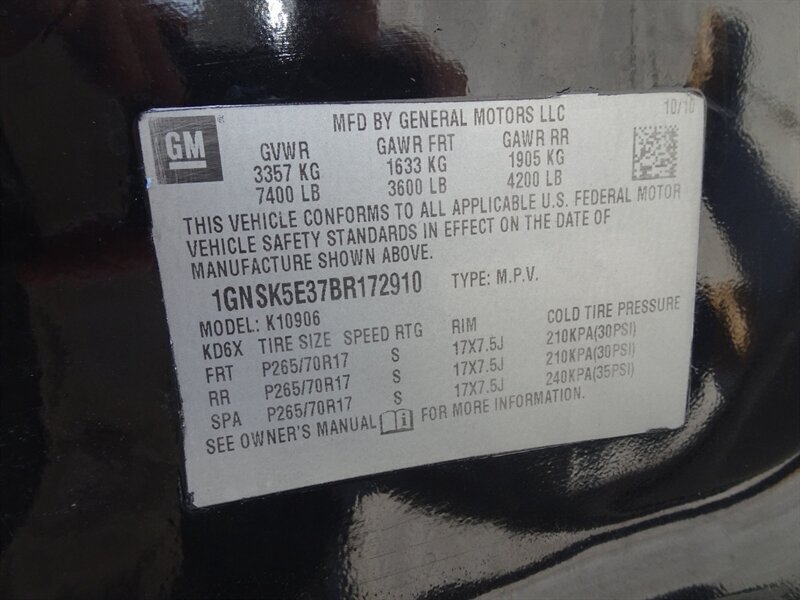 GM
MFD BY GENERAL MOTORS LLC 10/10
GVWR GAWR FRT GAWR RR
3357 KG 1633 KG 1905 KG
7400 LB 3600 LB 4200 LB
THIS VEHICLE CONFORMS TO ALL APPLICABLE U.S. FEDERAL MOTOR
VEHICLE SAFETY STANDARDS IN EFFECT ON THE DATE OF
MANUFACTURE SHOWN ABOVE.
1GNSK5E37BR172910 TYPE: M.P.V.
MODEL: K10906
KD6X TIRE SIZE SPEED RTG RIM COLD TIRE PRESSURE
FRT P265/70R17 S 17X7.5J 210KPA(30PSI)
RR P265/70R17 S 17X7.5J 210KPA(30PSI)
SPA P265/70R17 S 17X7.5J 240KPA(35PSI)
SEE OWNER'S MANUAL FOR MORE INFORMATION.